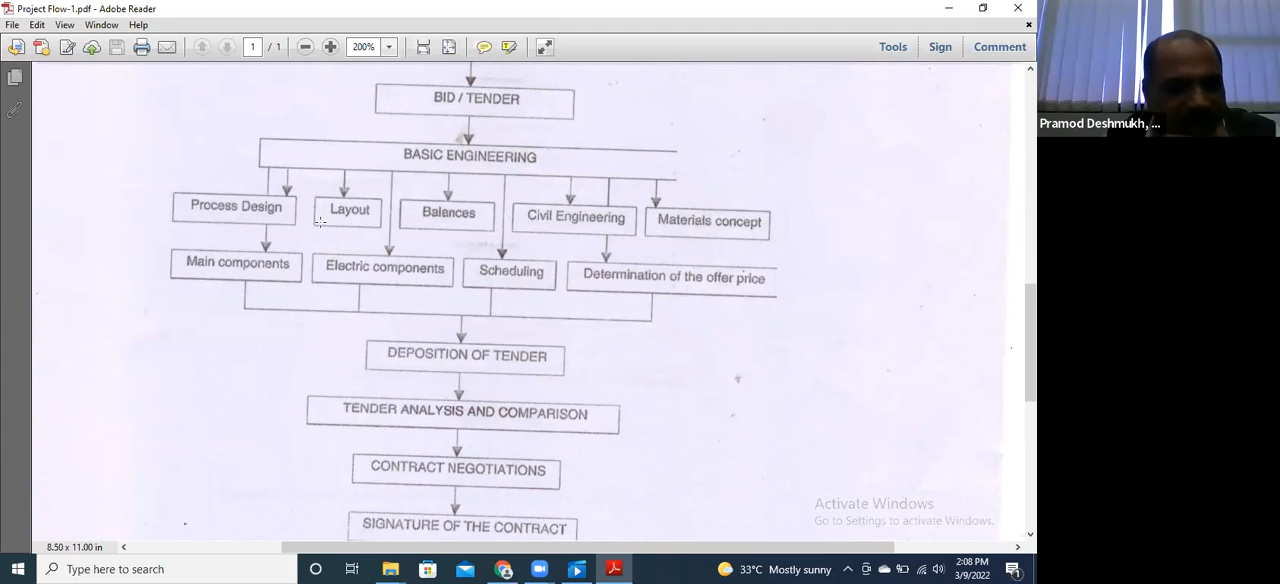 Project Flow-1.pdf - Adobe Reader
File Edit View Window Help
1 / 1 200% Tools Sign Comment
BID / TENDER
BASIC ENGINEERING
Process Design Layout Balances Civil Engineering Materials concept
Main components Electric components Scheduling Determination of the offer price
DEPOSITION OF TENDER
TENDER ANALYSIS AND COMPARISON
CONTRACT NEGOTIATIONS
SIGNATURE OF THE CONTRACT
Activate Windows
Go to Settings to activate Windows.
8.50 x 11.00 in
Type here to search 33°C Mostly sunny 2:08 PM
3/9/2022 1
Pramod Deshmukh, ...